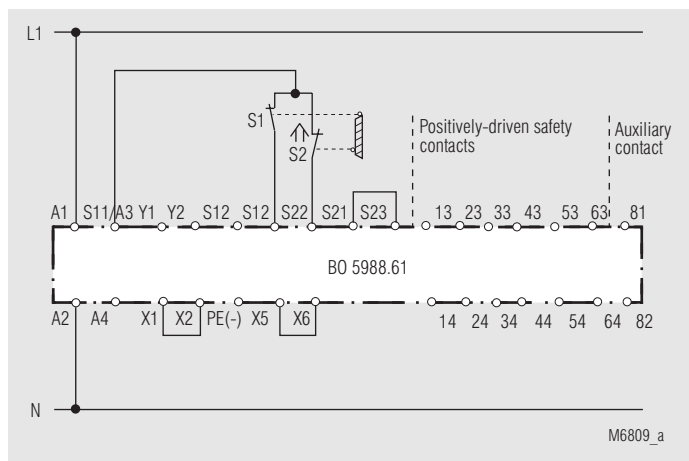 L1
S1
S2
Positively-driven safety
contacts
Auxiliary
contact
A1 S11/A3 Y1 Y2 S12 S12 S22 S21 S23 13 23 33 43 53 63 81
BO 5988.61
A2 A4 X1 X2 PE(-) X5 X6 14 24 34 44 54 64 82
N
M6809_a